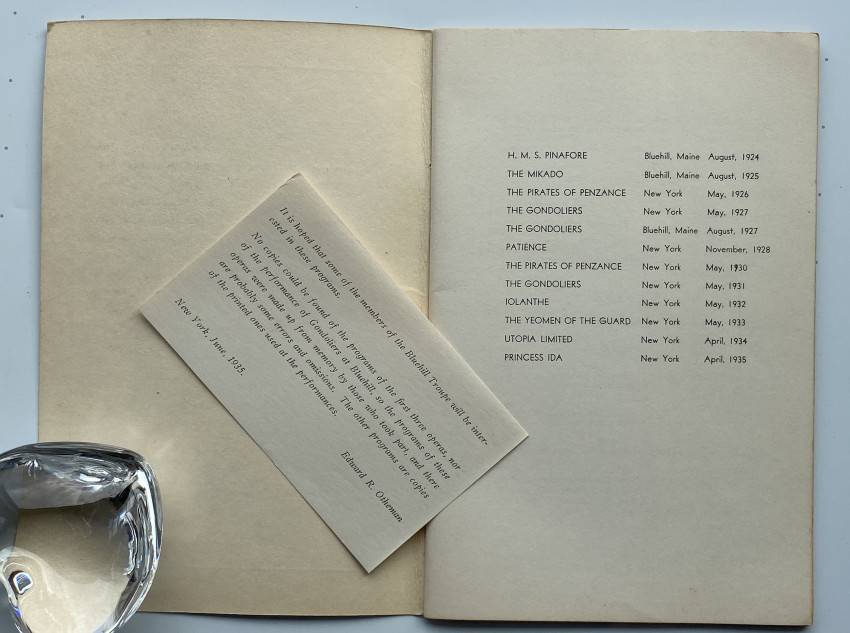 It is hoped that some of the members of the Bluehill Troupe will be inter-
ested in these programs.
No copies could be found of the programs of the first three operas, nor
of the performance of Gondoliers at Bluehill, so the programs of these
operas were made up from memory by those who took part, and there
are probably some errors and omissions. The other programs are copies
of the printed ones used at the performances.
Edward R. Otheman
New York, June, 1935.
H. M. S. PINAFORE Bluehill, Maine August, 1924
THE MIKADO Bluehill, Maine August, 1925
THE PIRATES OF PENZANCE New York May, 1926
THE GONDOLIERS New York May, 1927
THE GONDOLIERS Bluehill, Maine August, 1927
PATIENCE New York November, 1928
THE PIRATES OF PENZANCE New York May, 1930
THE GONDOLIERS New York May, 1931
IOLANTHE New York May, 1932
THE YEOMEN OF THE GUARD New York May, 1933
UTOPIA LIMITED New York April, 1934
PRINCESS IDA New York April, 1935